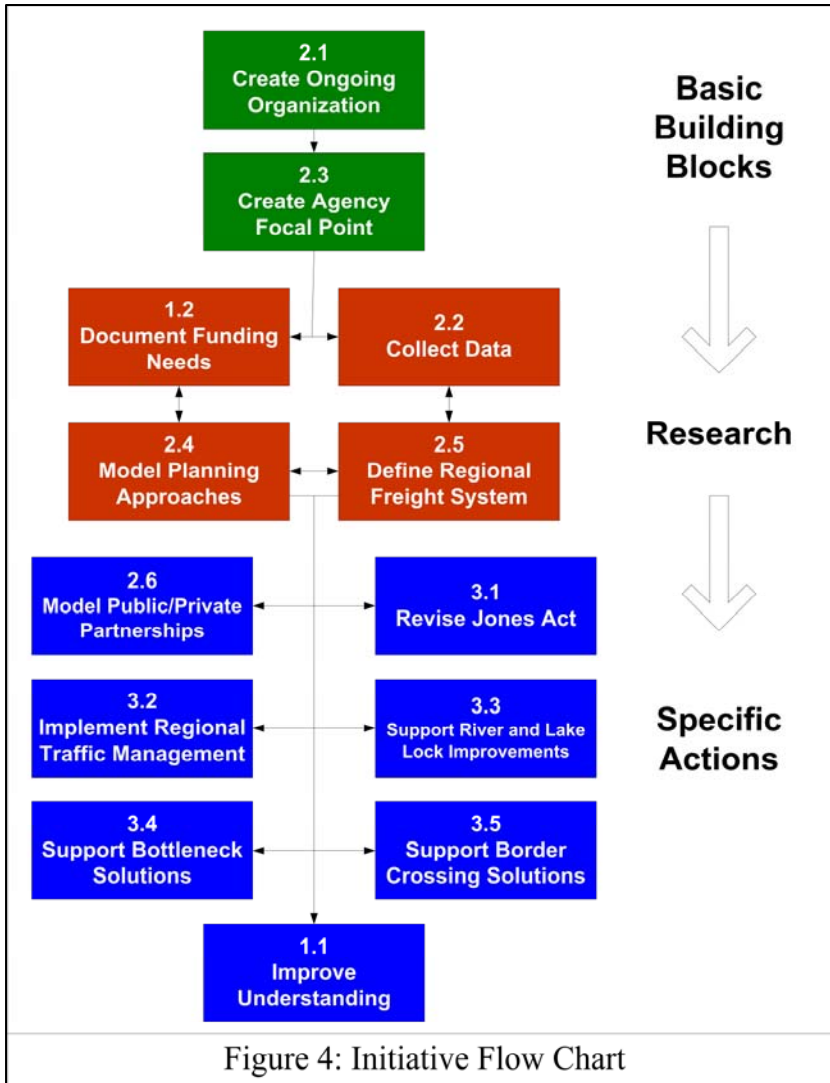 2.1
Create Ongoing
Organization
Basic
Building
Blocks
2.3
Create Agency
Focal Point
1.2
Document Funding
Needs
2.2
Collect Data
Research
2.4
Model Planning
Approaches
2.5
Define Regional
Freight System
2.6
Model Public/Private
Partnerships
3.1
Revise Jones Act
3.2
Implement Regional
Traffic Management
3.3
Support River and Lake
Lock Improvements
Specific
Actions
3.4
Support Bottleneck
Solutions
3.5
Support Border
Crossing Solutions
1.1
Improve
Understanding
Figure 4: Initiative Flow Chart